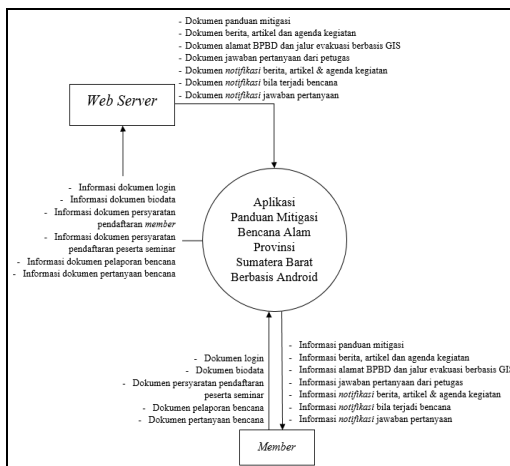 - Dokumen panduan mitigasi
- Dokumen berita, artikel dan agenda kegiatan
- Dokumen alamat BPBD dan jalur evakuasi berbasis GIS
- Dokumen jawaban pertanyaan dari petugas
- Dokumen notifikasi berita, artikel & agenda kegiatan
- Dokumen notifikasi bila terjadi bencana
- Dokumen notifikasi jawaban pertanyaan
Web Server
- Informasi dokumen login
- Informasi dokumen biodata
- Informasi dokumen persyaratan
pendaftaran member
- Informasi dokumen persyaratan
pendaftaran peserta seminar
- Informasi dokumen pelaporan bencana
- Informasi dokumen pertanyaan bencana
Aplikasi
Panduan Mitigasi
Bencana Alam
Provinsi
Sumatera Barat
Berbasis Android
- Dokumen login
- Dokumen biodata
- Dokumen persyaratan pendaftaran
peserta seminar
- Dokumen pelaporan bencana
- Dokumen pertanyaan bencana
- Informasi panduan mitigasi
- Informasi berita, artikel dan agenda kegiatan
- Informasi alamat BPBD dan jalur evakuasi berbasis GIS
- Informasi jawaban pertanyaan dari petugas
- Informasi notifikasi berita, artikel & agenda kegiatan
- Informasi notifikasi bila terjadi bencana
- Informasi notifikasi jawaban pertanyaan
Member